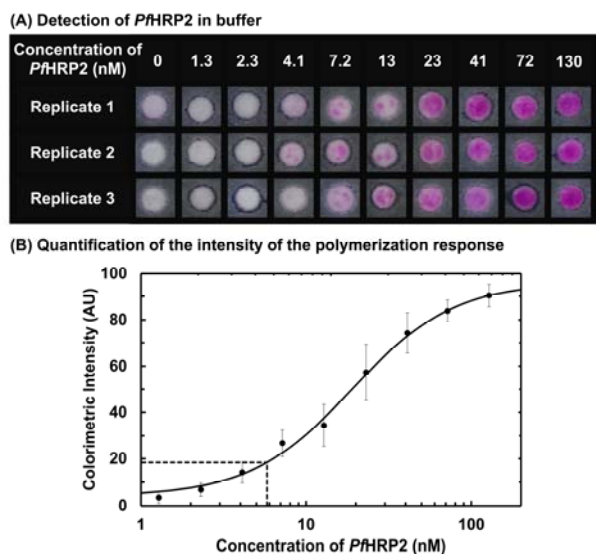 (A) Detection of PfHRP2 in buffer
Concentration of PfHRP2 (nM) 0 1.3 2.3 4.1 7.2 13 23 41 72 130
Replicate 1
Replicate 2
Replicate 3
(B) Quantification of the intensity of the polymerization response
Colorimetric Intensity (AU)
100
80
60
40
20
0
1 10 100
Concentration of PfHRP2 (nM)